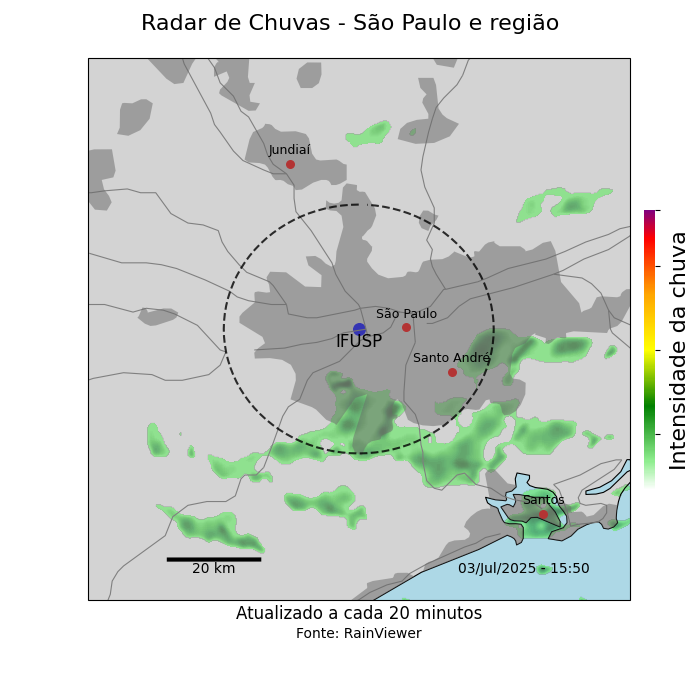 Radar de Chuvas - São Paulo e região
Jundiaí
São Paulo
IFUSP
Santo André
Santos
20 km
03/Jul/2025 - 15:50
Intensidade da chuva
Atualizado a cada 20 minutos
Fonte: RainViewer